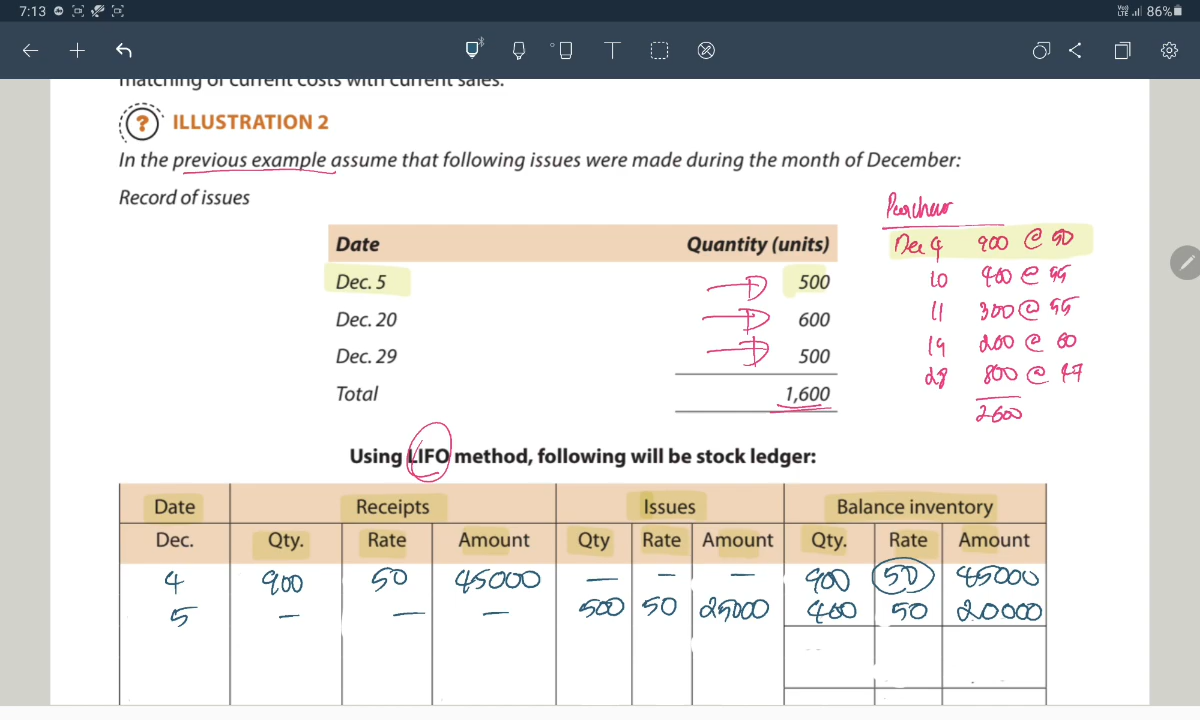 7:13 86%
matching of current costs with current sales.
? ILLUSTRATION 2
In the previous example assume that following issues were made during the month of December:
Record of issues
Purchases
Date Quantity (units)
Dec 4 900 @ 50
Dec. 5 500
10 400 @ 55
Dec. 20 600
11 300 @ 55
Dec. 29 500
19 200 @ 60
28 800 @ 47
Total 1,600
2600
Using LIFO method, following will be stock ledger:
Date Receipts Issues Balance inventory
Dec. Qty. Rate Amount Qty Rate Amount Qty. Rate Amount
4 900 50 45000 — — — 900 50 45000
5 — — — 500 50 25000 400 50 20000